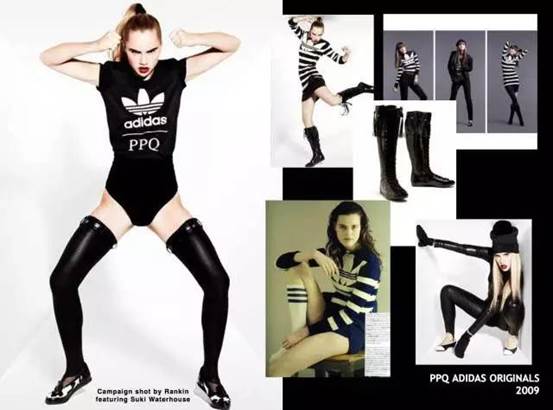 adidas
PPQ
Campaign shot by Rankin
featuring Suki Waterhouse
PPQ ADIDAS ORIGINALS
2009